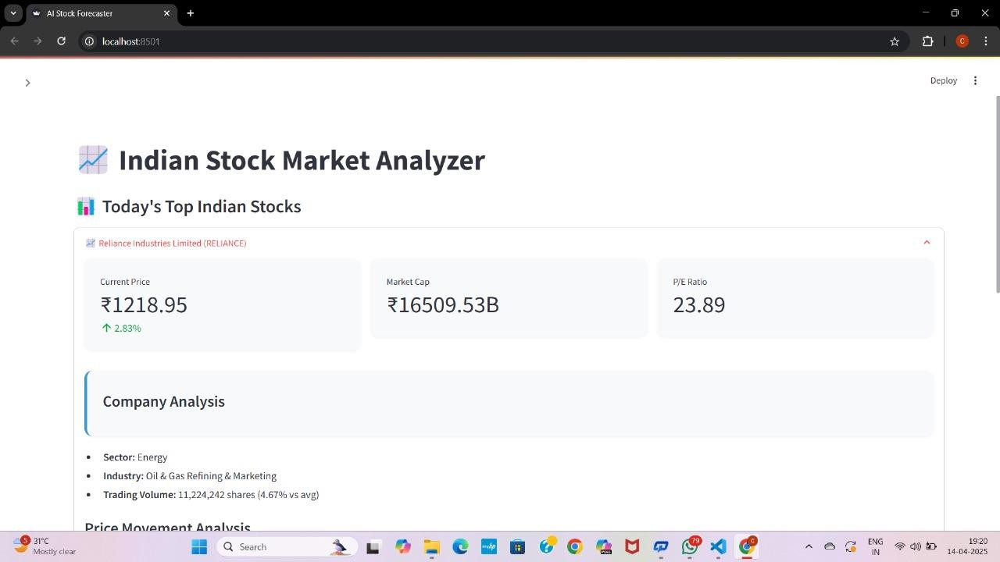 AI Stock Forecaster
localhost:8501
C
Deploy
Indian Stock Market Analyzer
Today's Top Indian Stocks
Reliance Industries Limited (RELIANCE)
Current Price
₹1218.95
↑ 2.83%
Market Cap
₹16509.53B
P/E Ratio
23.89
Company Analysis
• Sector: Energy
• Industry: Oil & Gas Refining & Marketing
• Trading Volume: 11,224,242 shares (4.67% vs avg)
Price Movement Analysis
5
31°C
Mostly clear
Search
79
C
ENG
IN
19:20
14-04-2025